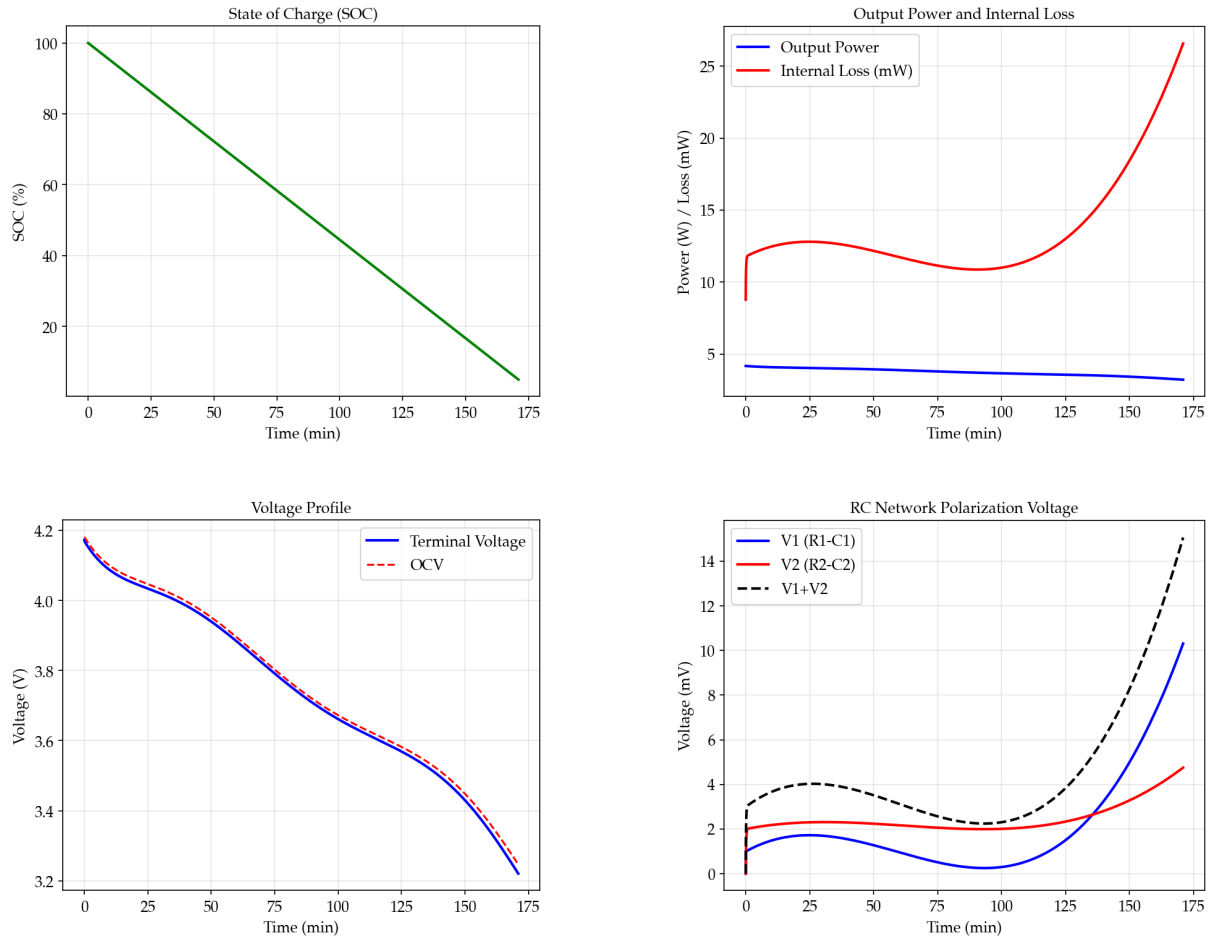 State of Charge (SOC)
SOC (%)
100
80
60
40
20
0 25 50 75 100 125 150 175
Time (min)
Output Power and Internal Loss
Output Power
Internal Loss (mW)
Power (W) / Loss (mW)
25
20
15
10
5
0 25 50 75 100 125 150 175
Time (min)
Voltage Profile
Terminal Voltage
OCV
Voltage (V)
4.2
4.0
3.8
3.6
3.4
3.2
0 25 50 75 100 125 150 175
Time (min)
RC Network Polarization Voltage
V1 (R1-C1)
V2 (R2-C2)
V1+V2
Voltage (mV)
14
12
10
8
6
4
2
0
0 25 50 75 100 125 150 175
Time (min)